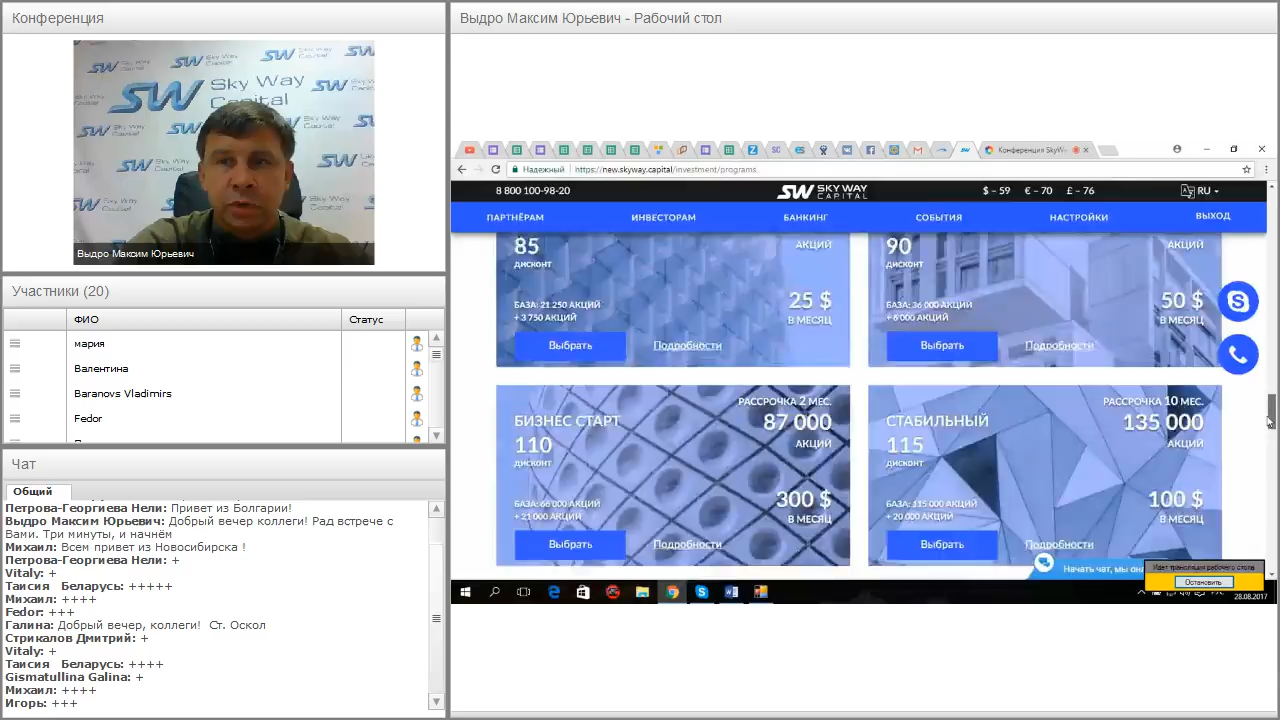 Конференция
Sky Way
Capital
Выдро Максим Юрьевич
Участники (20)
ФИО
Статус
мария
Валентина
Baranovs Vladimirs
Fedor
Чат
Общий
Петрова-Георгиева Нели: Привет из Болгарии!
Выдро Максим Юрьевич: Добрый вечер коллеги! Рад встрече с
Вами. Три минуты, и начнём
Михаил: Всем привет из Новосибирска !
Петрова-Георгиева Нели: +
Vitaly: +
Таисия Беларусь: +++++
Михаил: ++++
Fedor: +++
Галина: Добрый вечер, коллеги! Ст. Оскол
Стрикалов Дмитрий: +
Vitaly: +
Таисия Беларусь: ++++
Gismatullina Galina: +
Михаил: ++++
Игорь: +++
Выдро Максим Юрьевич - Рабочий стол
Конференция SkyW
Надежный
https://new.skyway.capital/investment/programs
8 800 100-98-20
SW SKY WAY
CAPITAL
$ – 59 € – 70 £ – 76
RU
ПАРТНЁРАМ
ИНВЕСТОРАМ
БАНКИНГ
СОБЫТИЯ
НАСТРОЙКИ
ВЫХОД
85
дисконт
АКЦИЙ
БАЗА: 21 250 АКЦИЙ
+ 3 750 АКЦИЙ
25 $
В МЕСЯЦ
Выбрать
Подробности
90
дисконт
АКЦИЙ
БАЗА: 36 000 АКЦИЙ
+ 6 000 АКЦИЙ
50 $
В МЕСЯЦ
Выбрать
Подробности
БИЗНЕС СТАРТ
110
дисконт
РАССРОЧКА 2 МЕС.
87 000
АКЦИЙ
БАЗА: 66 000 АКЦИЙ
+ 21 000 АКЦИЙ
300 $
В МЕСЯЦ
Выбрать
Подробности
СТАБИЛЬНЫЙ
115
дисконт
РАССРОЧКА 10 МЕС.
135 000
АКЦИЙ
БАЗА: 115 000 АКЦИЙ
+ 20 000 АКЦИЙ
100 $
В МЕСЯЦ
Выбрать
Подробности
Начать чат, мы
Идет трансляция рабочего стола
Остановить
28.08.2017